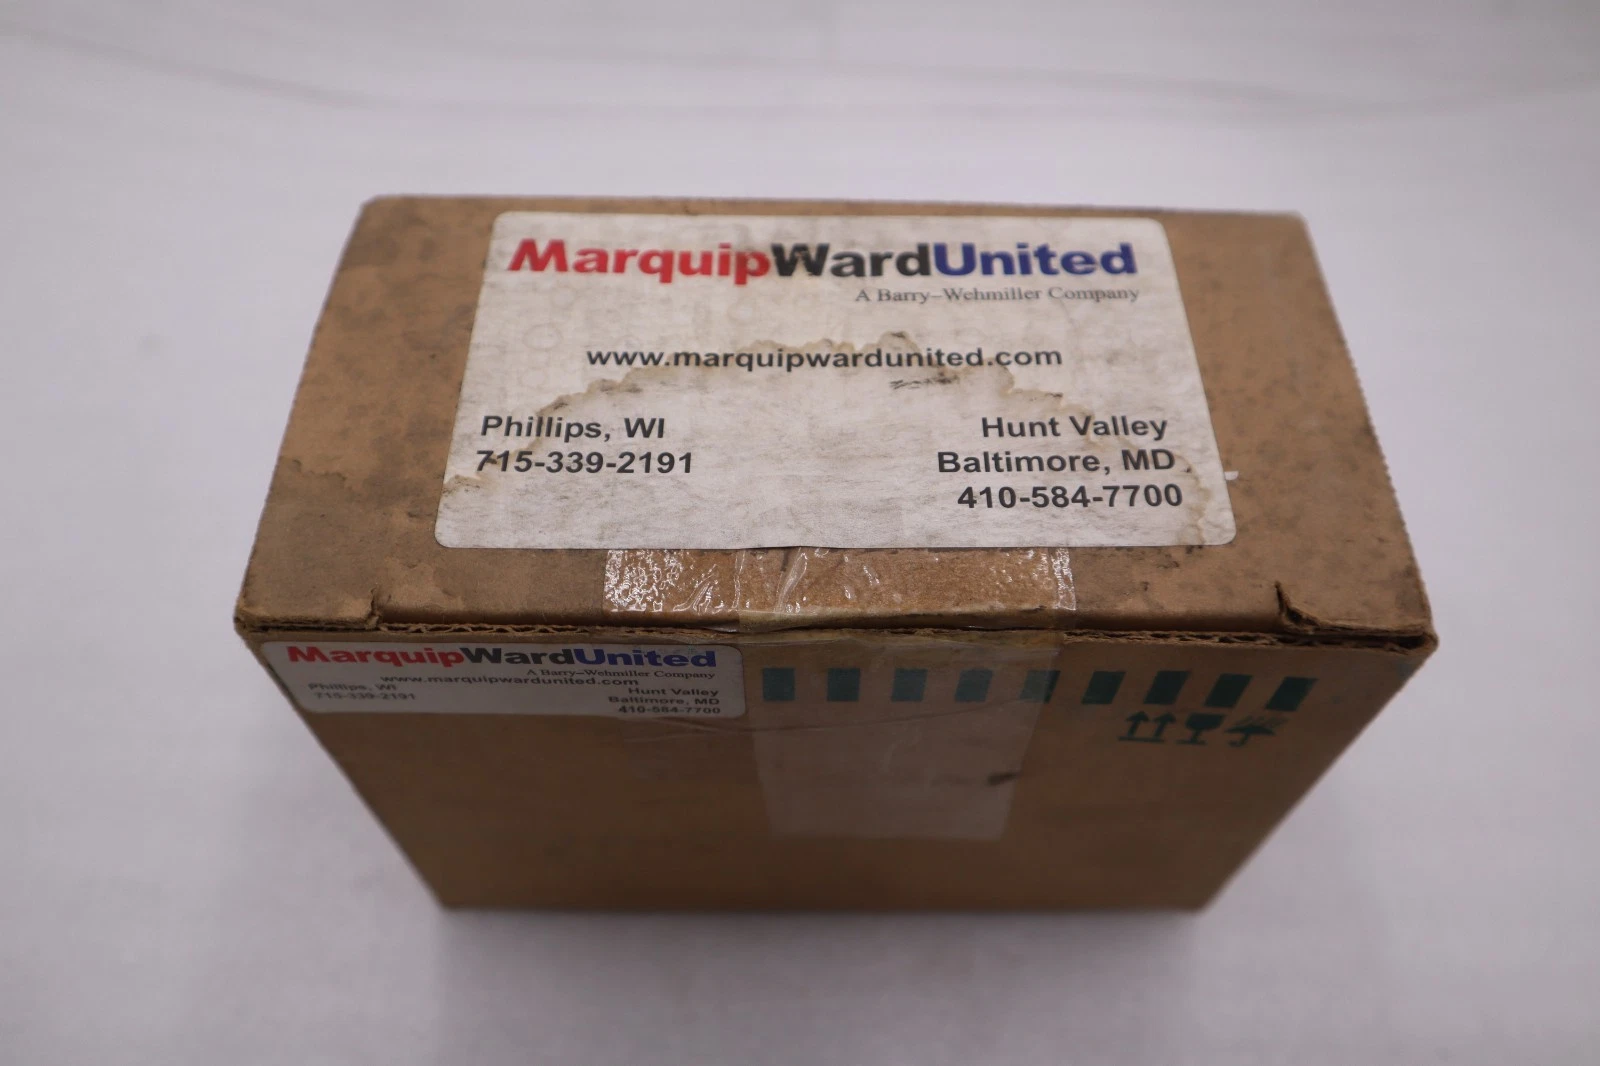 MarquipWardUnited
A Barry-Wehmiller Company
www.marquipwardunited.com
Phillips, WI
715-339-2191
Hunt Valley
Baltimore, MD
410-584-7700
MarquipWardUnited
A Barry-Wehmiller Company
www.marquipwardunited.com
Phillips, WI
715-339-2191
Hunt Valley
Baltimore, MD
410-584-7700